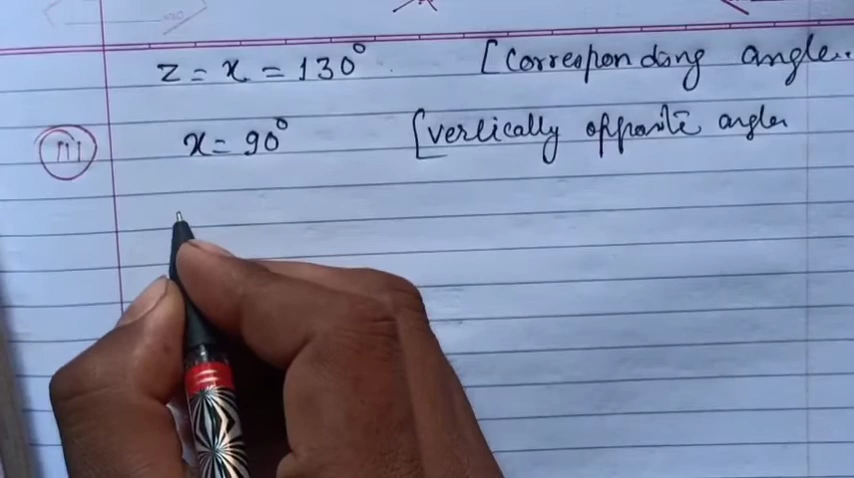 z = x = 130° [Corresponding angle..
(iii) x = 90° [vertically opposite angles